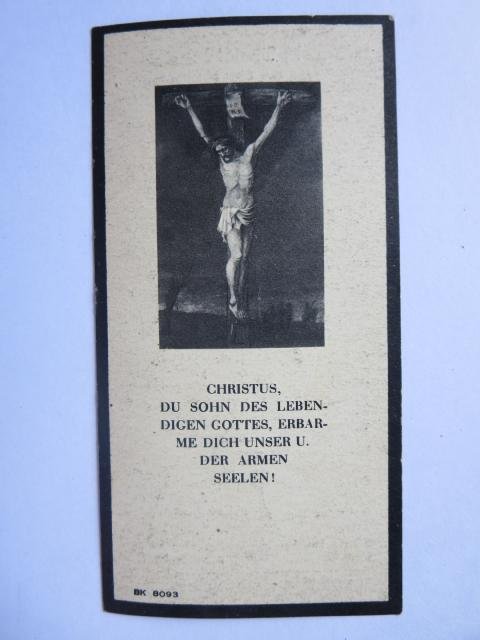 CHRISTUS,
DU SOHN DES LEBEN-
DIGEN GOTTES, ERBAR-
ME DICH UNSER U.
DER ARMEN
SEELEN!
BK 8093